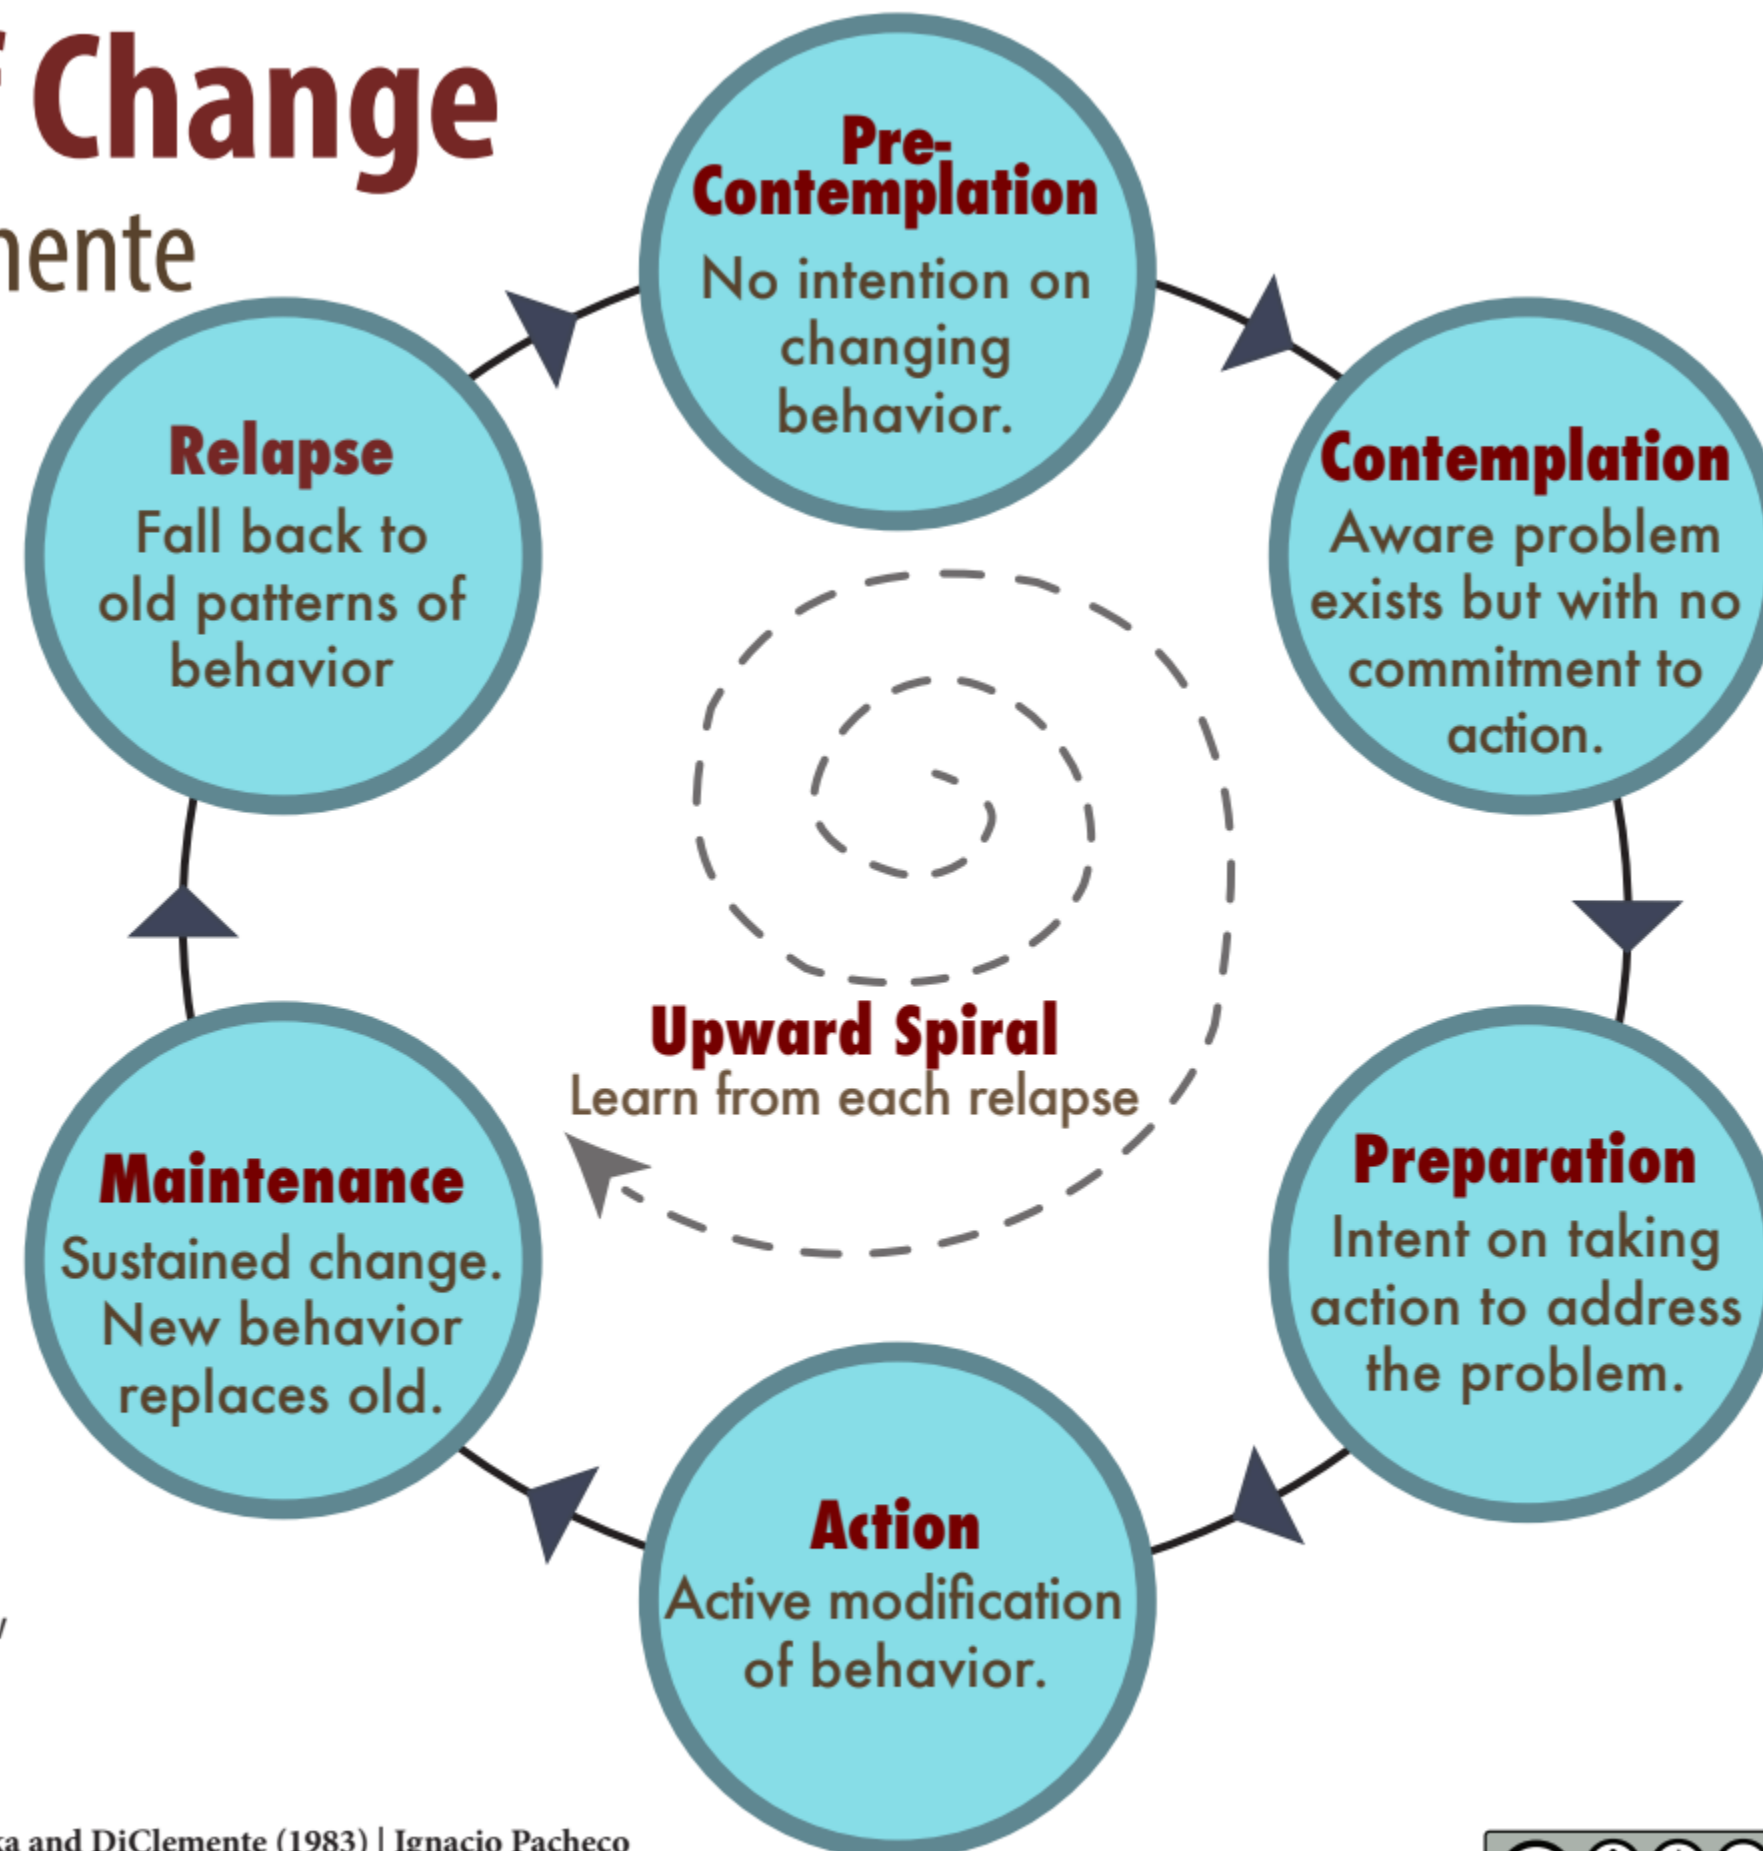 Change
Pre-
Contemplation
No intention on
changing
behavior.
Contemplation
Aware problem
exists but with no
commitment to
action.
Preparation
Intent on taking
action to address
the problem.
Action
Active modification
of behavior.
Maintenance
Sustained change.
New behavior
replaces old.
Relapse
Fall back to
old patterns of
behavior
Upward Spiral
Learn from each relapse
and DiClemente (1983) | Ignacio Pacheco